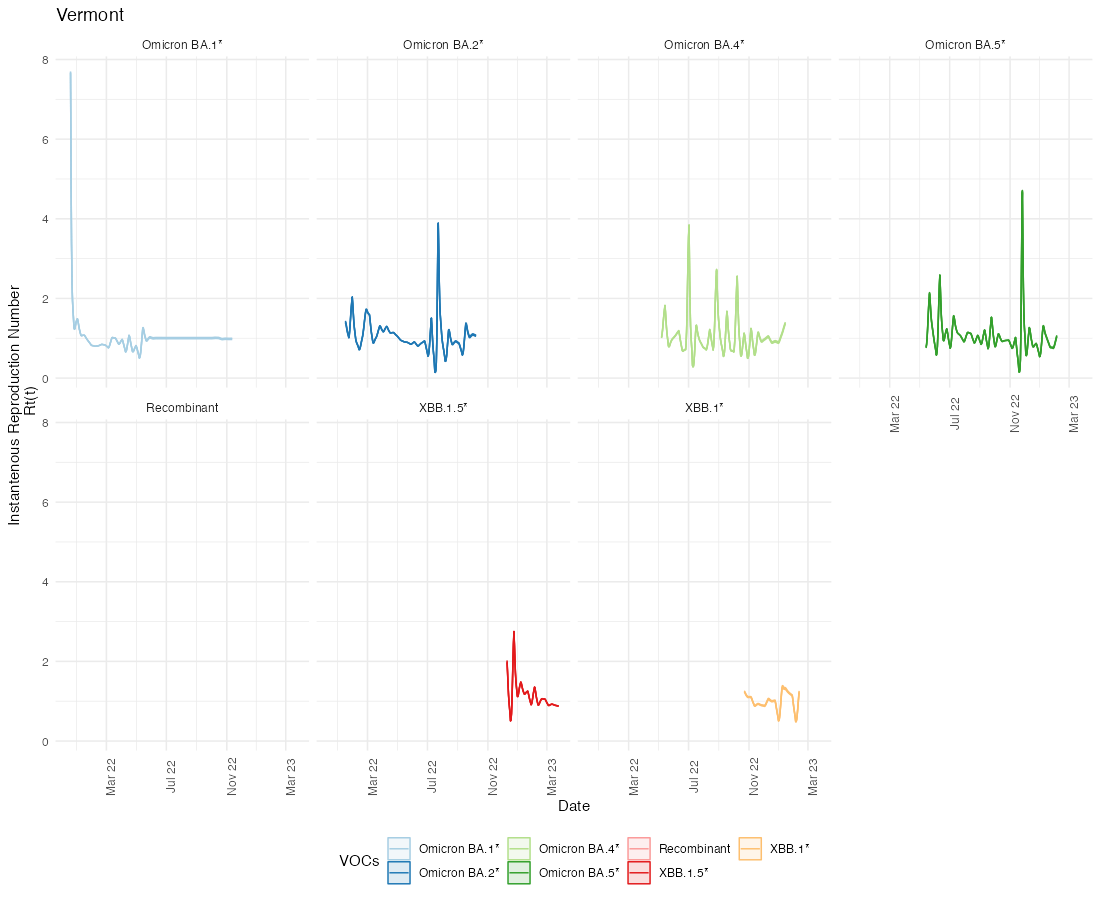 Vermont
Omicron BA.1*
Omicron BA.2*
Omicron BA.4*
Omicron BA.5*
8
6
4
2
0
Mar 22
Jul 22
Nov 22
Mar 23
Instantenous Reproduction Number
Rt(t)
Recombinant
XBB.1.5*
XBB.1*
8
6
4
2
0
Mar 22
Jul 22
Nov 22
Mar 23
Mar 22
Jul 22
Nov 22
Mar 23
Mar 22
Jul 22
Nov 22
Mar 23
Date
VOCs
Omicron BA.1*
Omicron BA.2*
Omicron BA.4*
Omicron BA.5*
Recombinant
XBB.1.5*
XBB.1*